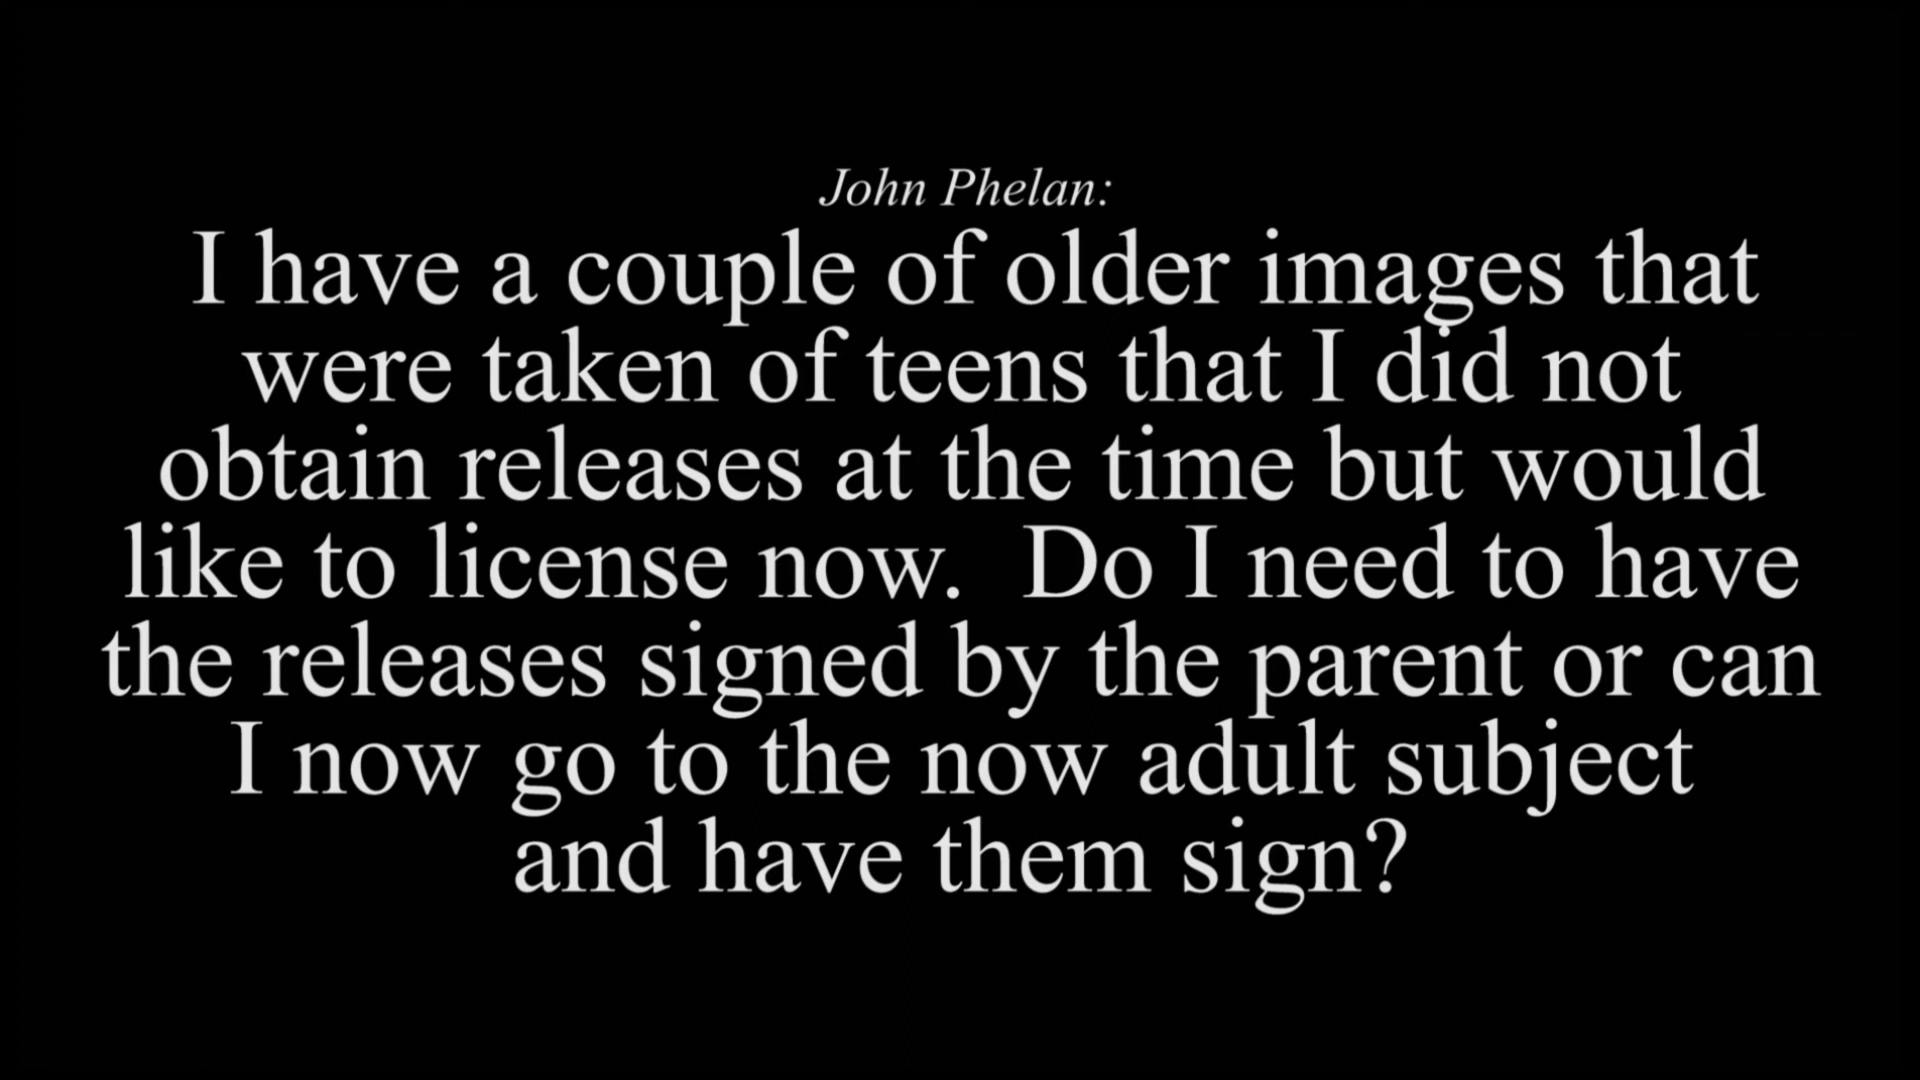 John Phelan:
I have a couple of older images that
were taken of teens that I did not
obtain releases at the time but would
like to license now.  Do I need to have
the releases signed by the parent or can
I now go to the now adult subject
and have them sign?